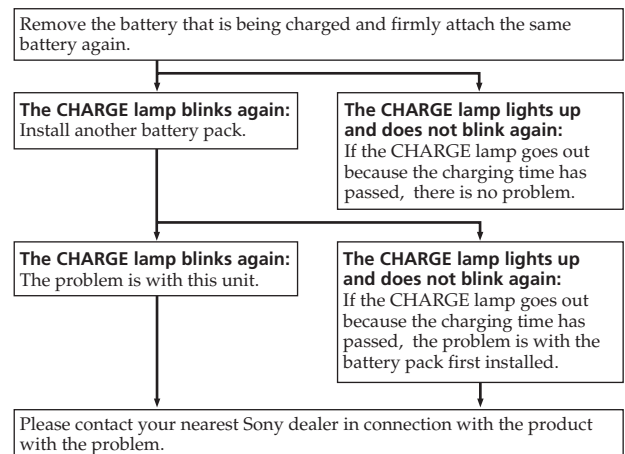 Remove the battery that is being charged and firmly attach the same
battery again.
The CHARGE lamp blinks again:
Install another battery pack.
The CHARGE lamp lights up
and does not blink again:
If the CHARGE lamp goes out
because the charging time has
passed, there is no problem.
The CHARGE lamp blinks again:
The problem is with this unit.
The CHARGE lamp lights up
and does not blink again:
If the CHARGE lamp goes out
because the charging time has
passed, the problem is with the
battery pack first installed.
Please contact your nearest Sony dealer in connection with the product
with the problem.